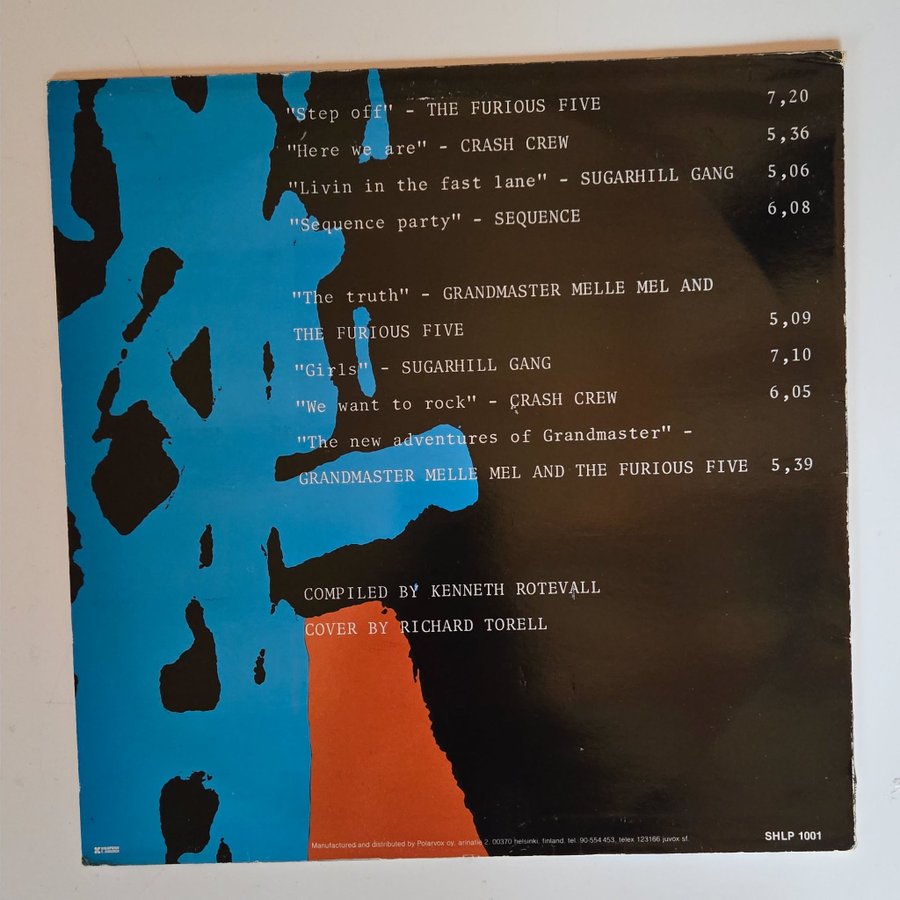 "Step off" - THE FURIOUS FIVE 7,20
"Here we are" - CRASH CREW 5,36
"Livin in the fast lane" - SUGARHILL GANG 5,06
"Sequence party" - SEQUENCE 6,08
"The truth" - GRANDMASTER MELLE MEL AND
THE FURIOUS FIVE 5,09
"Girls" - SUGARHILL GANG 7,10
"We want to rock" - CRASH CREW 6,05
"The new adventures of Grandmaster" -
GRANDMASTER MELLE MEL AND THE FURIOUS FIVE 5,39
COMPILED BY KENNETH ROTEVALL
COVER BY RICHARD TORELL
SHLP 1001
Manufactured and distributed by Polarvox oy, arinatie 2. 00370 helsinki. finland. tel. 90-554 453, telex 123166 juvox sf.